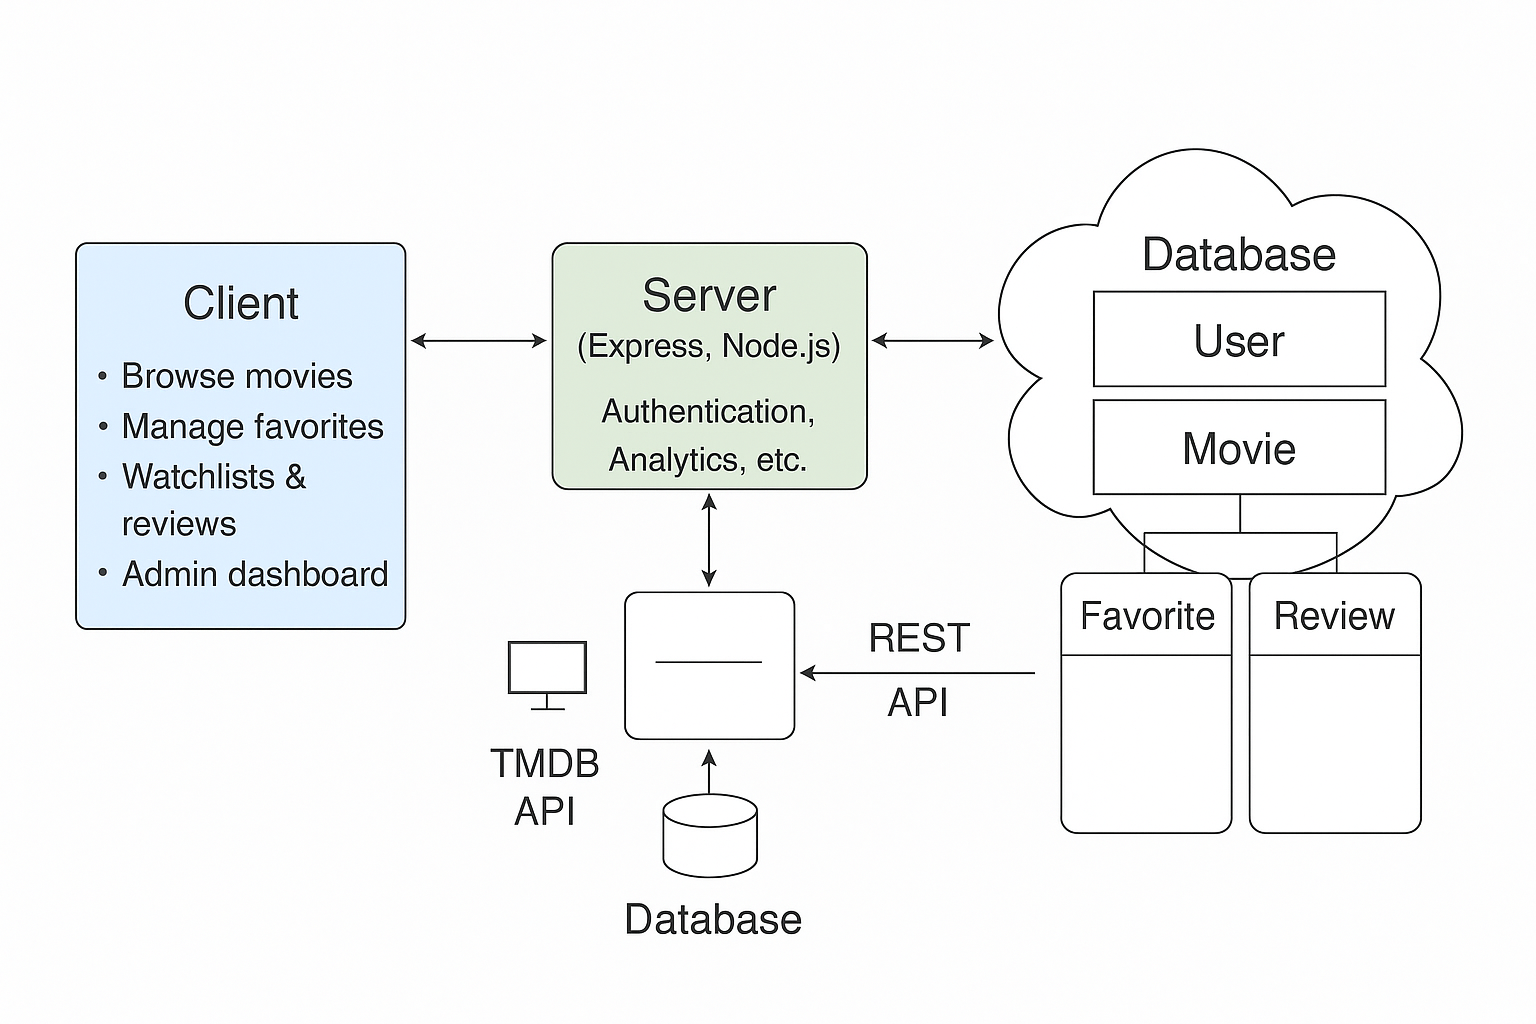 Client
• Browse movies
• Manage favorites
• Watchlists &
reviews
• Admin dashboard
Server
(Express, Node.js)
Authentication,
Analytics, etc.
Database
User
Movie
Favorite
Review
REST
API
TMDB
API
Database